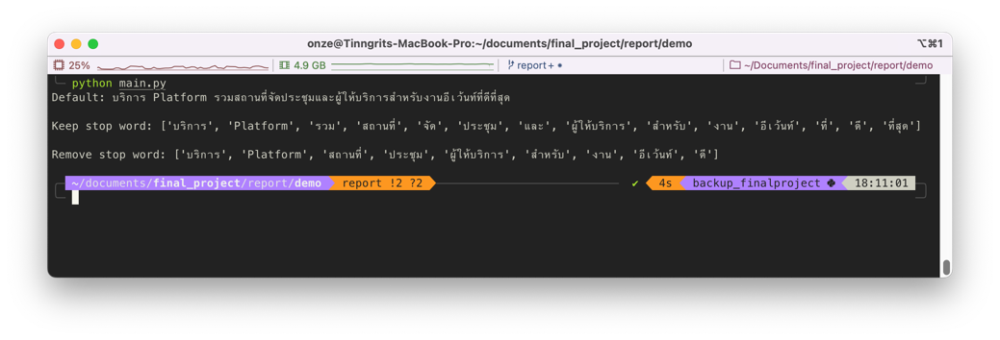 onze@Tinngrits-MacBook-Pro:~/documents/final_project/report/demo ⌥⌘1
25% 4.9 GB report+ • ~/Documents/final_project/report/demo
python main.py
Default: บริการ Platform รวมสถานที่จัดประชุมและผู้ให้บริการสำหรับงานอีเว้นท์ที่ดีที่สุด
Keep stop word: ['บริการ', 'Platform', 'รวม', 'สถานที่', 'จัด', 'ประชุม', 'และ', 'ผู้ให้บริการ', 'สำหรับ', 'งาน', 'อีเว้นท์', 'ที่', 'ดี', 'ที่สุด']
Remove stop word: ['บริการ', 'Platform', 'สถานที่', 'ประชุม', 'ผู้ให้บริการ', 'สำหรับ', 'งาน', 'อีเว้นท์', 'ดี']
~/documents/final_project/report/demo report !2 ?2 ✔ 4s backup_finalproject 18:11:01